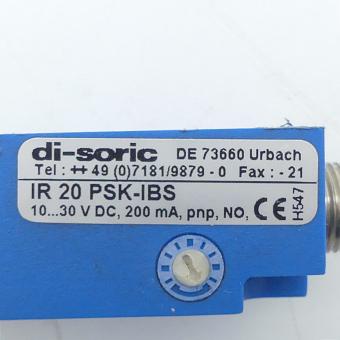 di-soric DE 73660 Urbach
Tel : ++ 49 (0)7181/9879 - 0 Fax : - 21
IR 20 PSK-IBS
10...30 V DC, 200 mA, pnp, NO, CE
H547